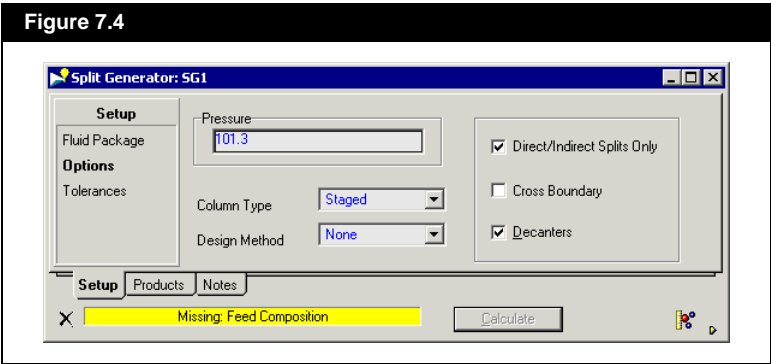 Figure 7.4
Split Generator: SG1
Setup
Fluid Package
Options
Tolerances
Pressure
101.3
Column Type
Staged
Design Method
None
Direct/Indirect Splits Only
Cross Boundary
Decanters
Setup
Products
Notes
Missing: Feed Composition
Calculate